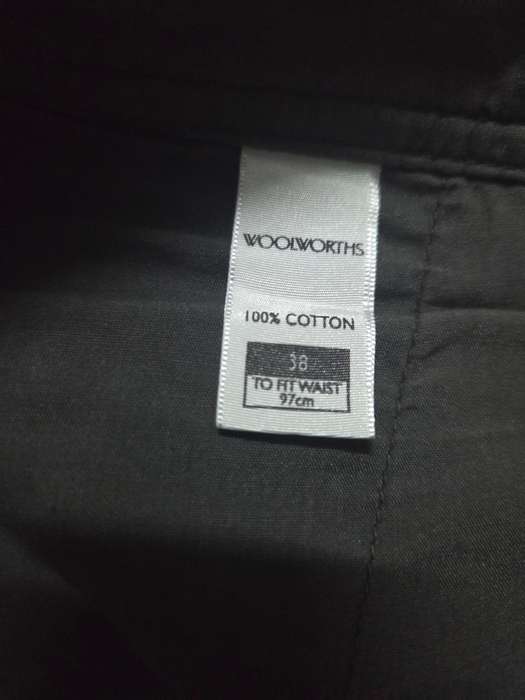 WOOLWORTHS
100% COTTON
38
TO FIT WAIST
97cm